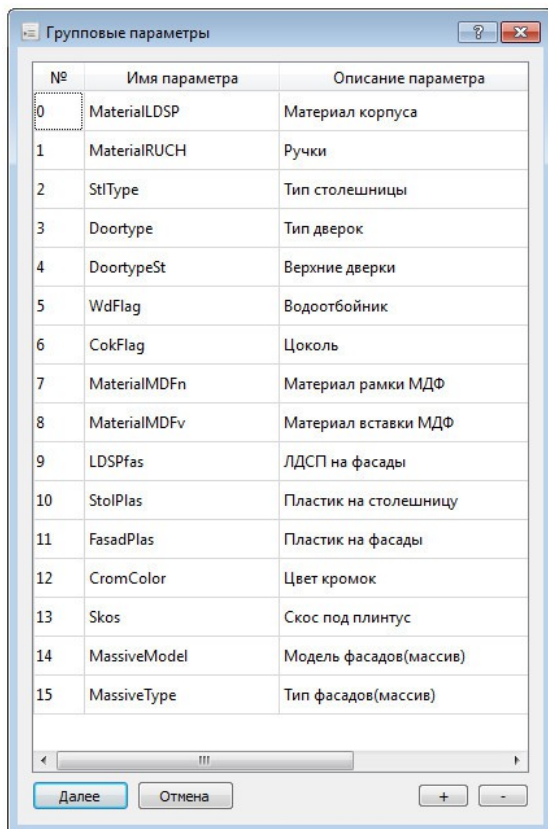 Групповые параметры
№ Имя параметра Описание параметра
0 MaterialLDSP Материал корпуса
1 MaterialRUCH Ручки
2 StlType Тип столешницы
3 Doortype Тип дверок
4 DoortypeSt Верхние дверки
5 WdFlag Водоотбойник
6 CokFlag Цоколь
7 MaterialMDFn Материал рамки МДФ
8 MaterialMDFv Материал вставки МДФ
9 LDSPfas ЛДСП на фасады
10 StolPlas Пластик на столешницу
11 FasadPlas Пластик на фасады
12 CromColor Цвет кромок
13 Skos Скос под плинтус
14 MassiveModel Модель фасадов(массив)
15 MassiveType Тип фасадов(массив)
Далее Отмена + -